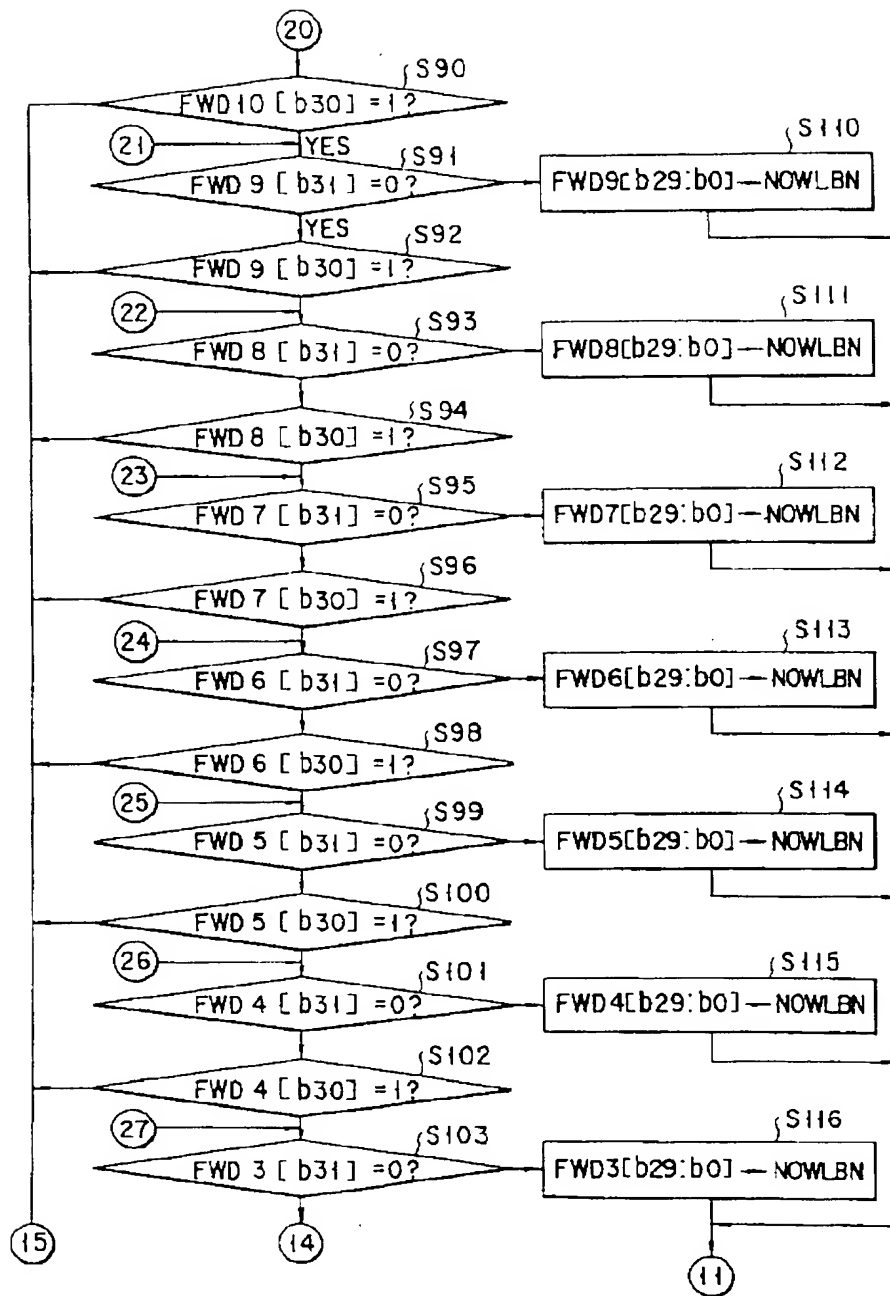 20
S90
FWD10 [b30] =1?
21
YES
S91
S110
FWD 9 [b31] =0?
FWD9[b29:b0] — NOWLBN
YES
S92
FWD 9 [b30] =1?
22
S93
S111
FWD 8 [b31] =0?
FWD8[b29:b0] — NOWLBN
S94
FWD 8 [b30] =1?
23
S95
S112
FWD 7 [b31] =0?
FWD7[b29:b0] — NOWLBN
S96
FWD 7 [b30] =1?
24
S97
S113
FWD 6 [b31] =0?
FWD6[b29:b0] — NOWLBN
S98
FWD 6 [b30] =1?
25
S99
S114
FWD 5 [b31] =0?
FWD5[b29:b0] — NOWLBN
S100
FWD 5 [b30] =1?
26
S101
S115
FWD 4 [b31] =0?
FWD4[b29:b0] — NOWLBN
S102
FWD 4 [b30] =1?
27
S103
S116
FWD 3 [b31] =0?
FWD3[b29:b0] — NOWLBN
15
14
11